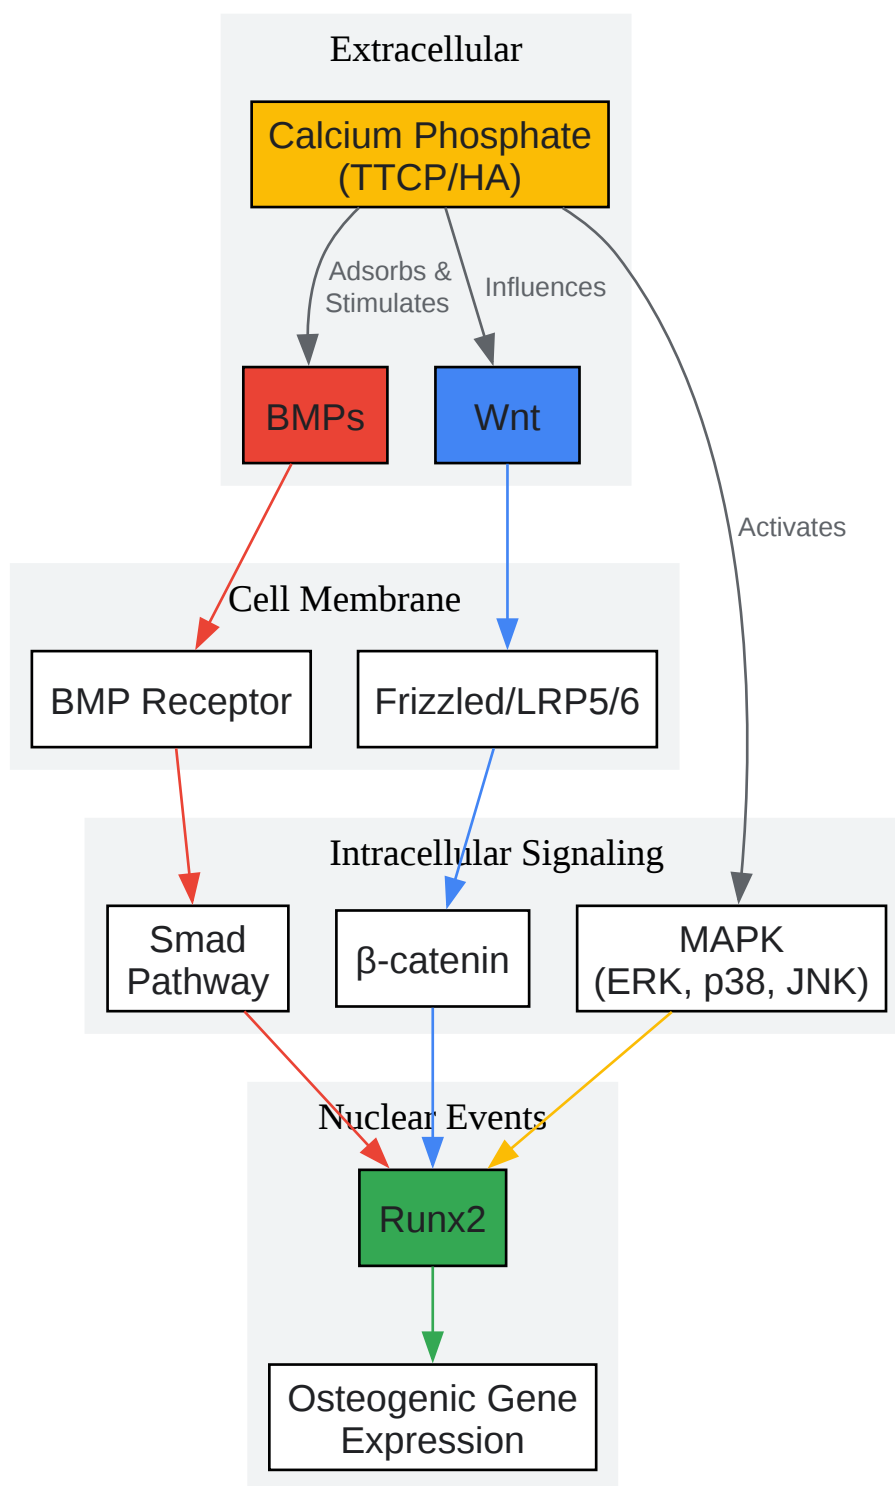 Extracellular
Calcium Phosphate
(TTCP/HA)
Adsorbs &
Stimulates
Influences
BMPs
Wnt
Activates
Cell Membrane
BMP Receptor
Frizzled/LRP5/6
Intracellular Signaling
Smad
Pathway
β-catenin
MAPK
(ERK, p38, JNK)
Nuclear Events
Runx2
Osteogenic Gene
Expression